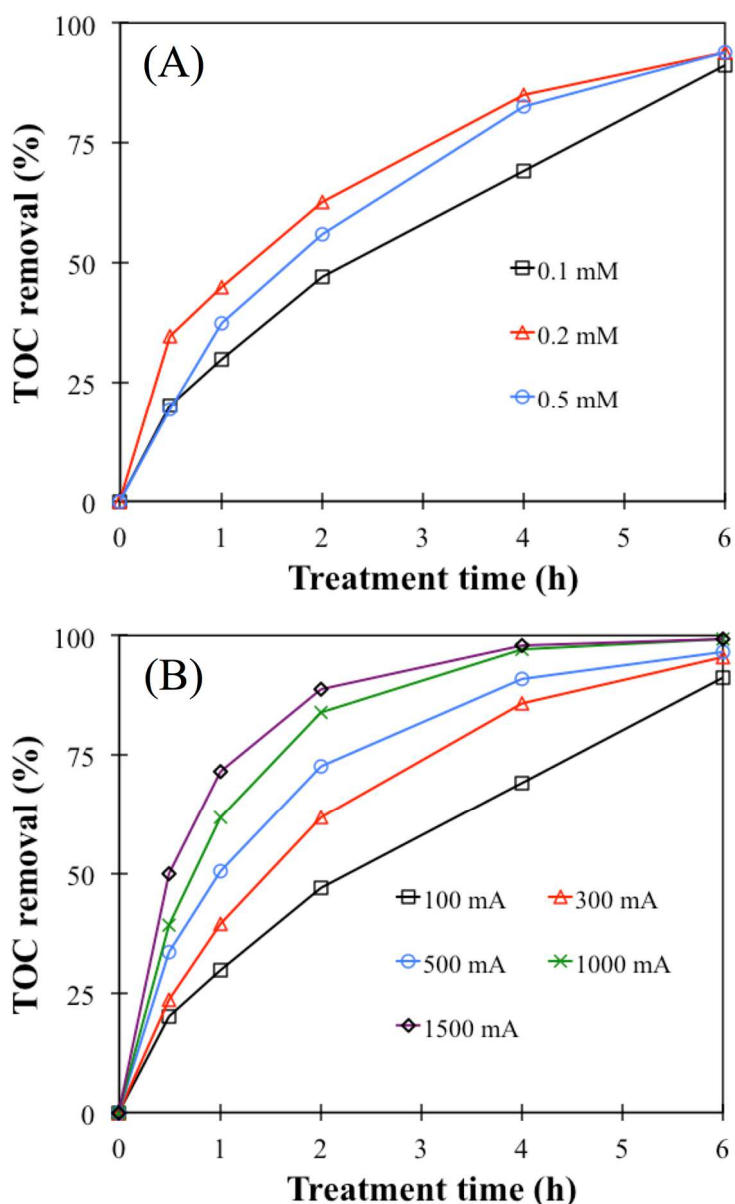 (A)
TOC removal (%)
100
75
50
25
0
0.1 mM
0.2 mM
0.5 mM
0 1 2 3 4 5 6
Treatment time (h)
(B)
TOC removal (%)
100
75
50
25
0
100 mA 300 mA
500 mA 1000 mA
1500 mA
0 1 2 3 4 5 6
Treatment time (h)